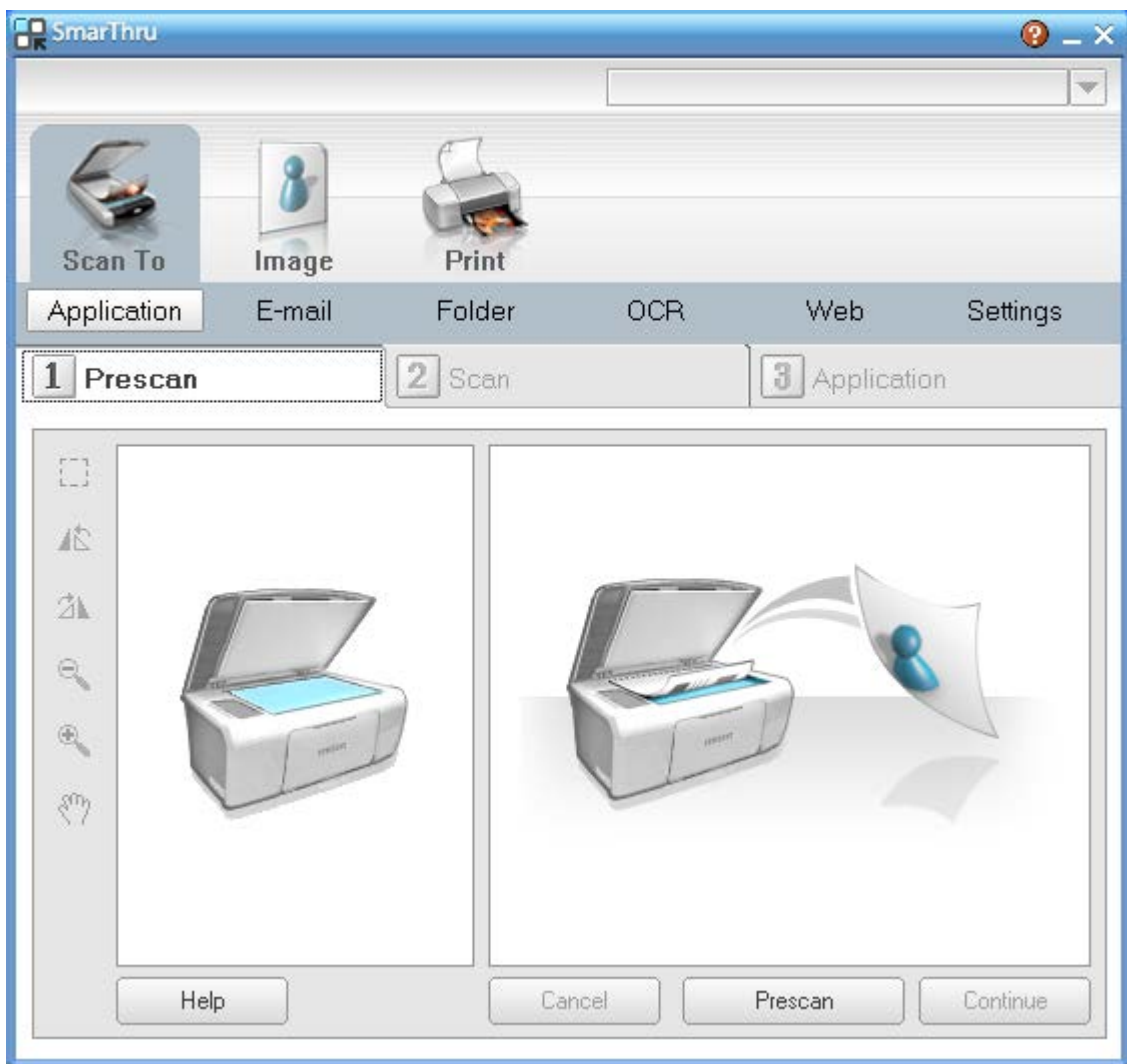 SmarThru
Scan To Image Print
Application E-mail Folder OCR Web Settings
1 Prescan 2 Scan 3 Application
Help Cancel Prescan Continue